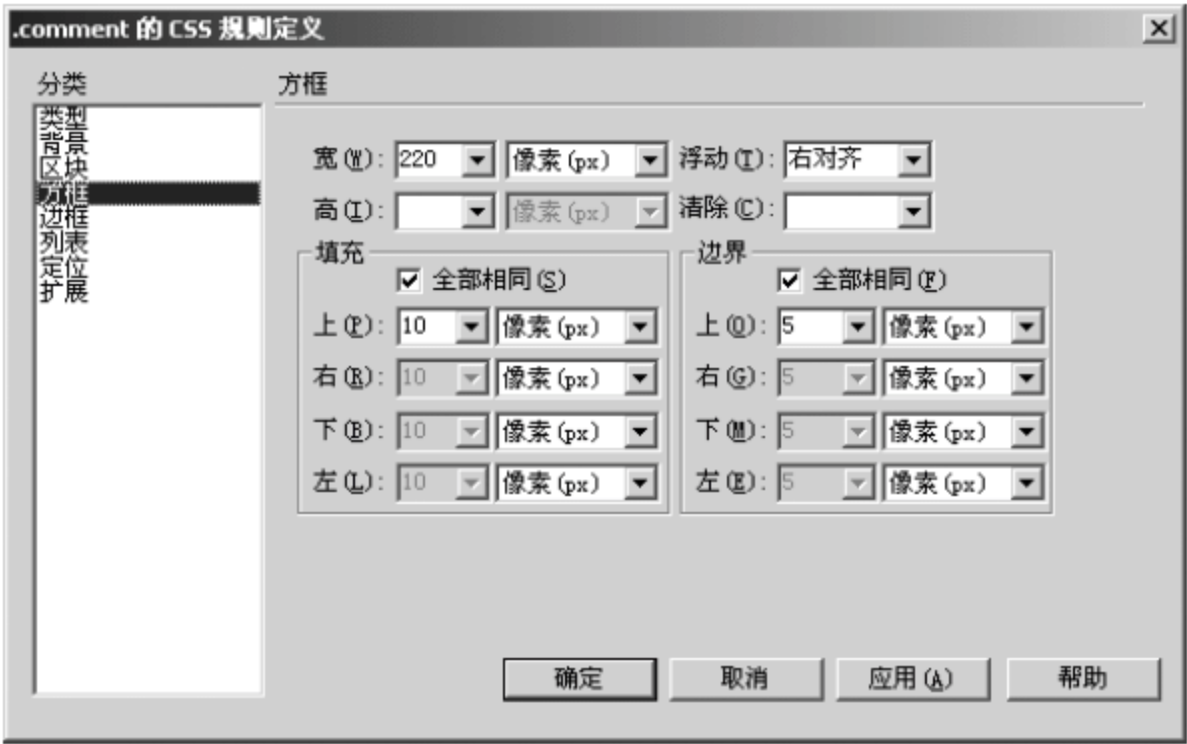 .comment 的 CSS 规则定义
分类
类型
背景
区块
方框
边框
列表
定位
扩展
方框
宽(W): 220 像素(px) 浮动(T): 右对齐
高(I): 像素(px) 清除(C):
填充
全部相同(S)
上(P): 10 像素(px)
右(R): 10 像素(px)
下(B): 10 像素(px)
左(L): 10 像素(px)
边界
全部相同(F)
上(O): 5 像素(px)
右(G): 5 像素(px)
下(M): 5 像素(px)
左(E): 5 像素(px)
确定 取消 应用(A) 帮助